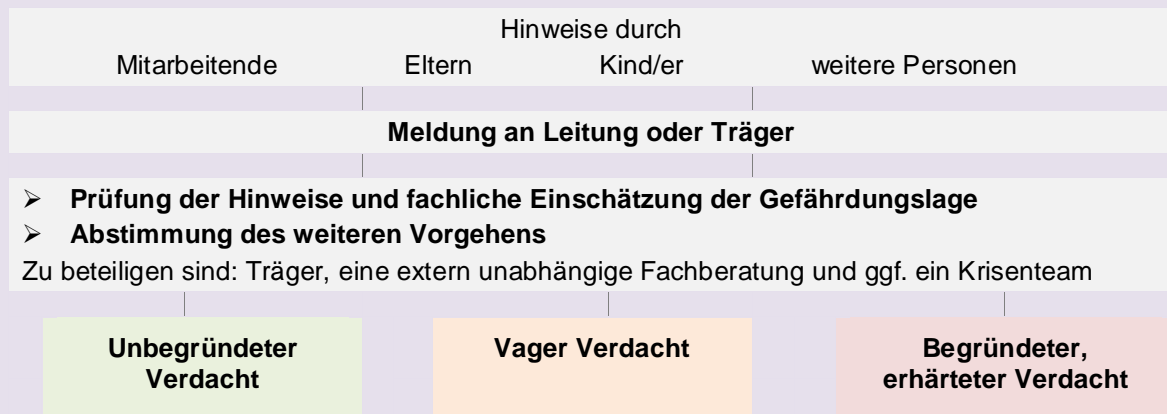 Hinweise durch
Mitarbeitende Eltern Kind/er weitere Personen
Meldung an Leitung oder Träger
➢ Prüfung der Hinweise und fachliche Einschätzung der Gefährdungslage
➢ Abstimmung des weiteren Vorgehens
Zu beteiligen sind: Träger, eine extern unabhängige Fachberatung und ggf. ein Krisenteam
Unbegründeter
Verdacht
Vager Verdacht
Begründeter,
erhärteter Verdacht